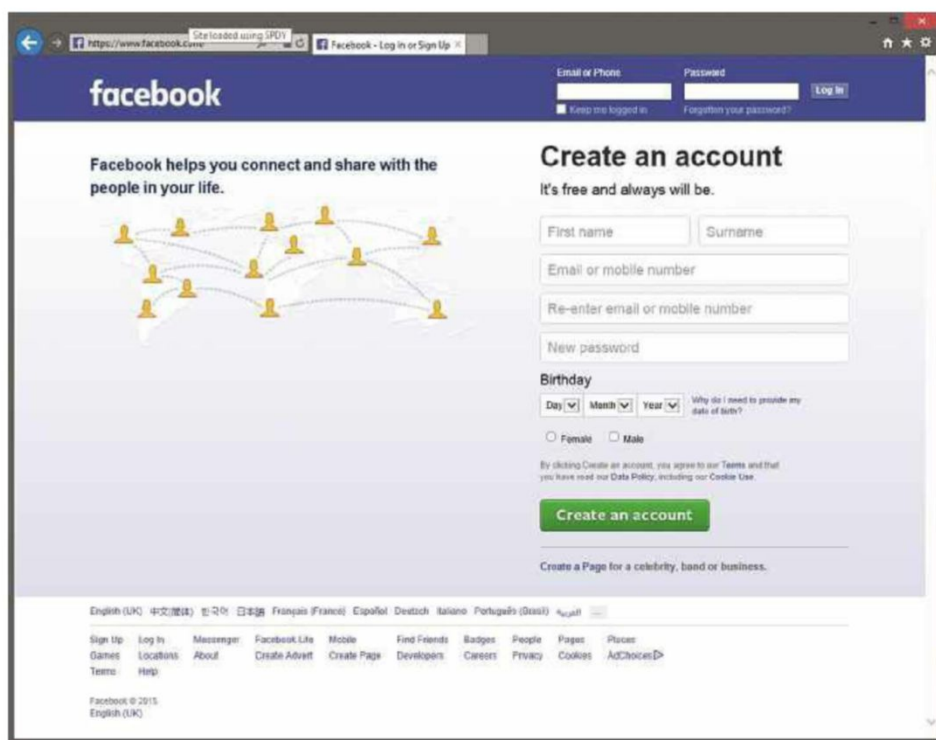 Site loaded using SPDY
https://www.facebook.com/
Facebook - Log In or Sign Up ×
facebook
Email or Phone
Password
Log In
Keep me logged in
Forgotten your password?
Facebook helps you connect and share with the
people in your life.
Create an account
It's free and always will be.
First name
Surname
Email or mobile number
Re-enter email or mobile number
New password
Birthday
Day Month Year
Why do I need to provide my
date of birth?
Female Male
By clicking Create an account, you agree to our Terms and that
you have read our Data Policy, including our Cookie Use.
Create an account
Create a Page for a celebrity, band or business.
English (UK) 中文(简体) 한국어 日本語 Français (France) Español Deutsch Italiano Português (Brasil) العربية ...
Sign Up Log In Messenger Facebook Lite Mobile Find Friends Badges People Pages Places
Games Locations About Create Advert Create Page Developers Careers Privacy Cookies AdChoices
Terms Help
Facebook © 2015
English (UK)